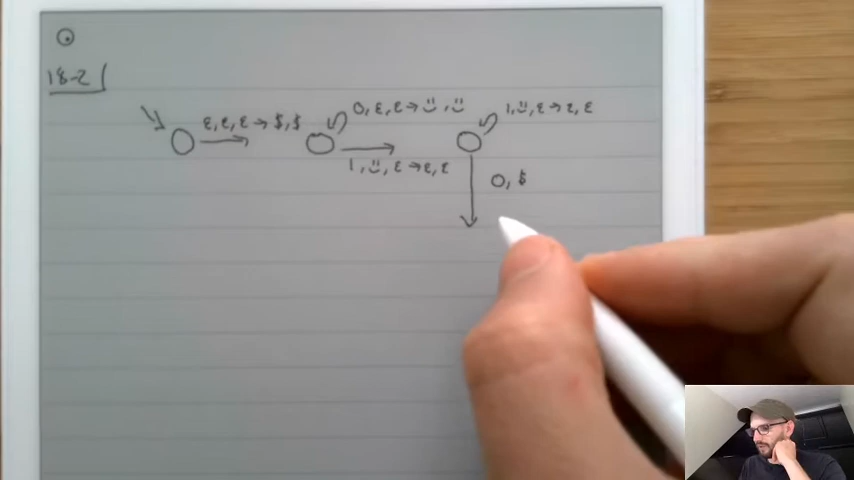 18-2
0, ε, ε → ü, ü
ε, ε, ε → $, $
1, ü, ε → ε, ε
1, ü, ε → ε, ε
0, $